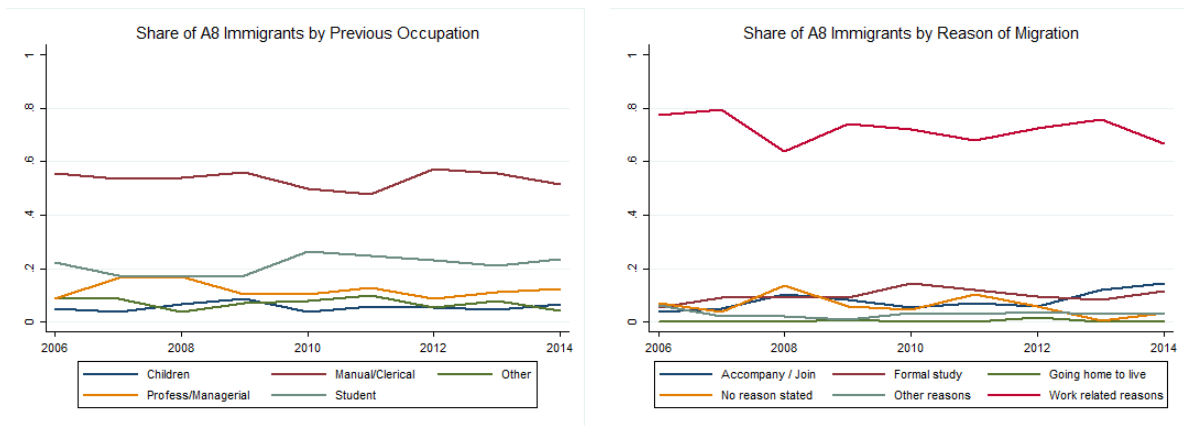 Share of A8 Immigrants by Previous Occupation
1
.8
.6
.4
.2
0
2006 2008 2010 2012 2014
Children Manual/Clerical Other
Profess/Managerial Student
Share of A8 Immigrants by Reason of Migration
1
.8
.6
.4
.2
0
2006 2008 2010 2012 2014
Accompany / Join Formal study Going home to live
No reason stated Other reasons Work related reasons